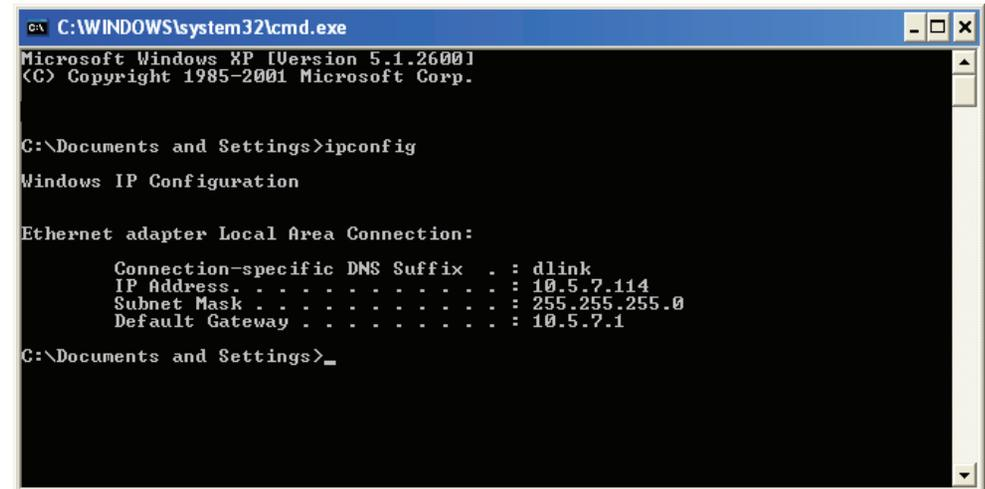 C:\WINDOWS\system32\cmd.exe
Microsoft Windows XP [Version 5.1.2600]
(C) Copyright 1985-2001 Microsoft Corp.
C:\Documents and Settings>ipconfig
Windows IP Configuration
Ethernet adapter Local Area Connection:
Connection-specific DNS Suffix . : dlink
IP Address. . . . . . . . . . . . : 10.5.7.114
Subnet Mask . . . . . . . . . . . : 255.255.255.0
Default Gateway . . . . . . . . . : 10.5.7.1
C:\Documents and Settings>_